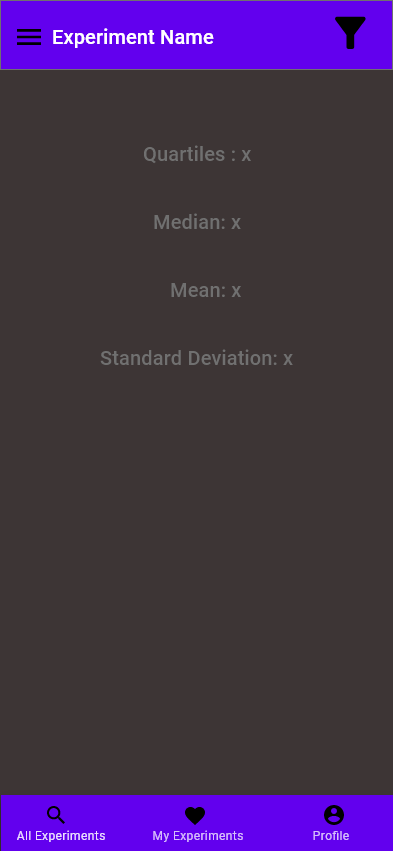 Experiment Name
Quartiles : x
Median: x
Mean: x
Standard Deviation: x
All Experiments
My Experiments
Profile